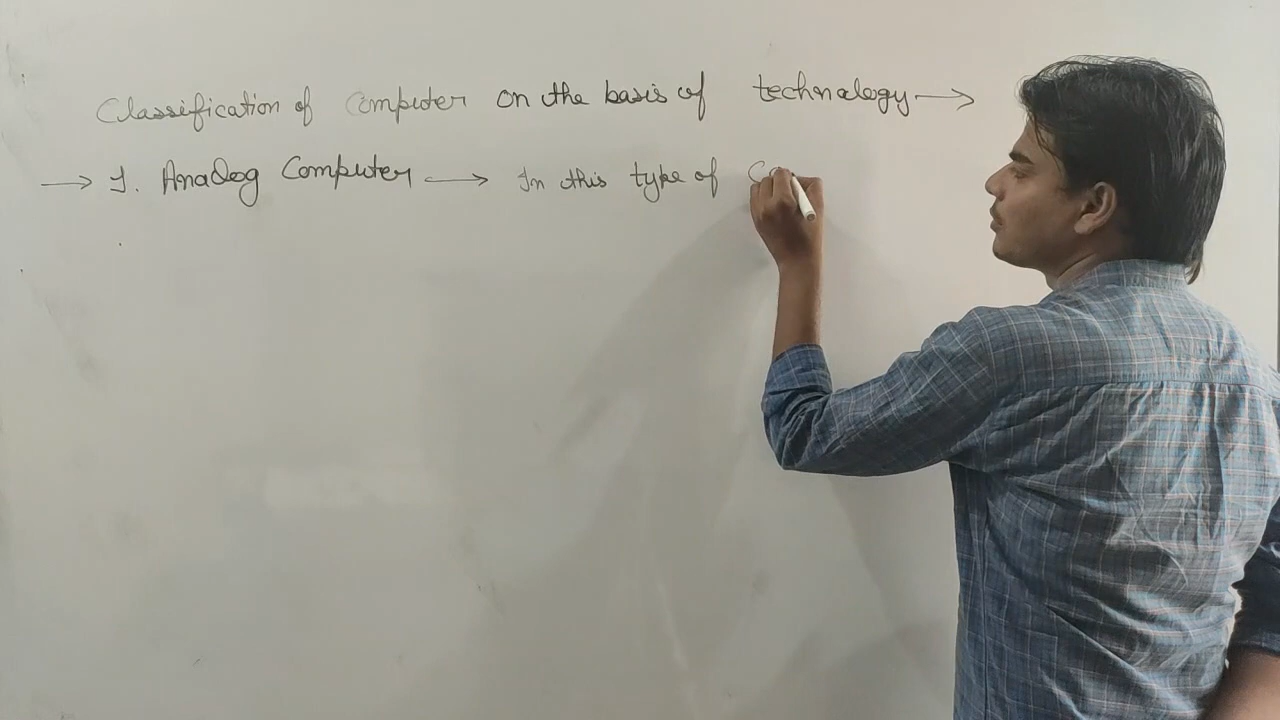 Classification of Computer on the basis of technology →
→ 1. Analog Computer → In this type of